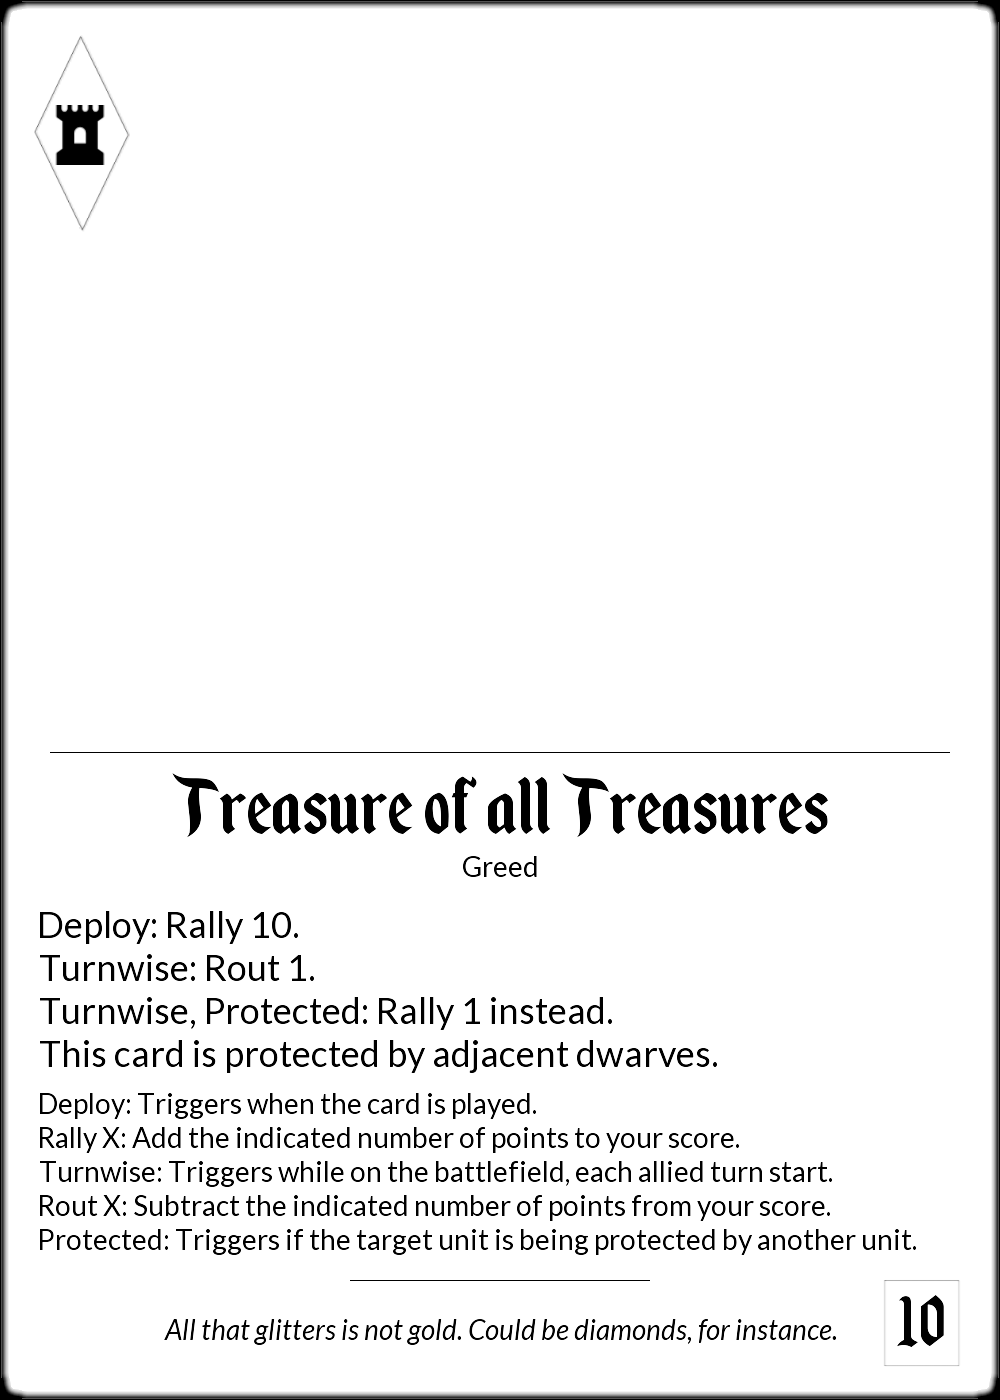 Treasure of all Treasures
Greed
Deploy: Rally 10.
Turnwise: Rout 1.
Turnwise, Protected: Rally 1 instead.
This card is protected by adjacent dwarves.
Deploy: Triggers when the card is played.
Rally X: Add the indicated number of points to your score.
Turnwise: Triggers while on the battlefield, each allied turn start.
Rout X: Subtract the indicated number of points from your score.
Protected: Triggers if the target unit is being protected by another unit.
All that glitters is not gold. Could be diamonds, for instance.
10